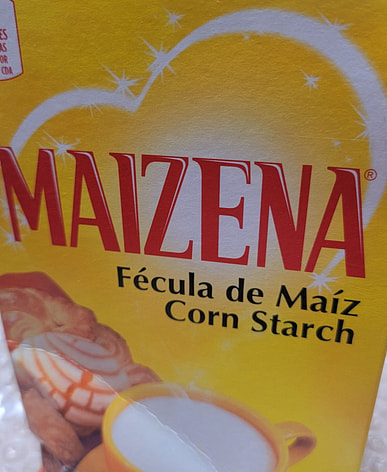 MAIZENA®
Fécula de Maíz
Corn Starch